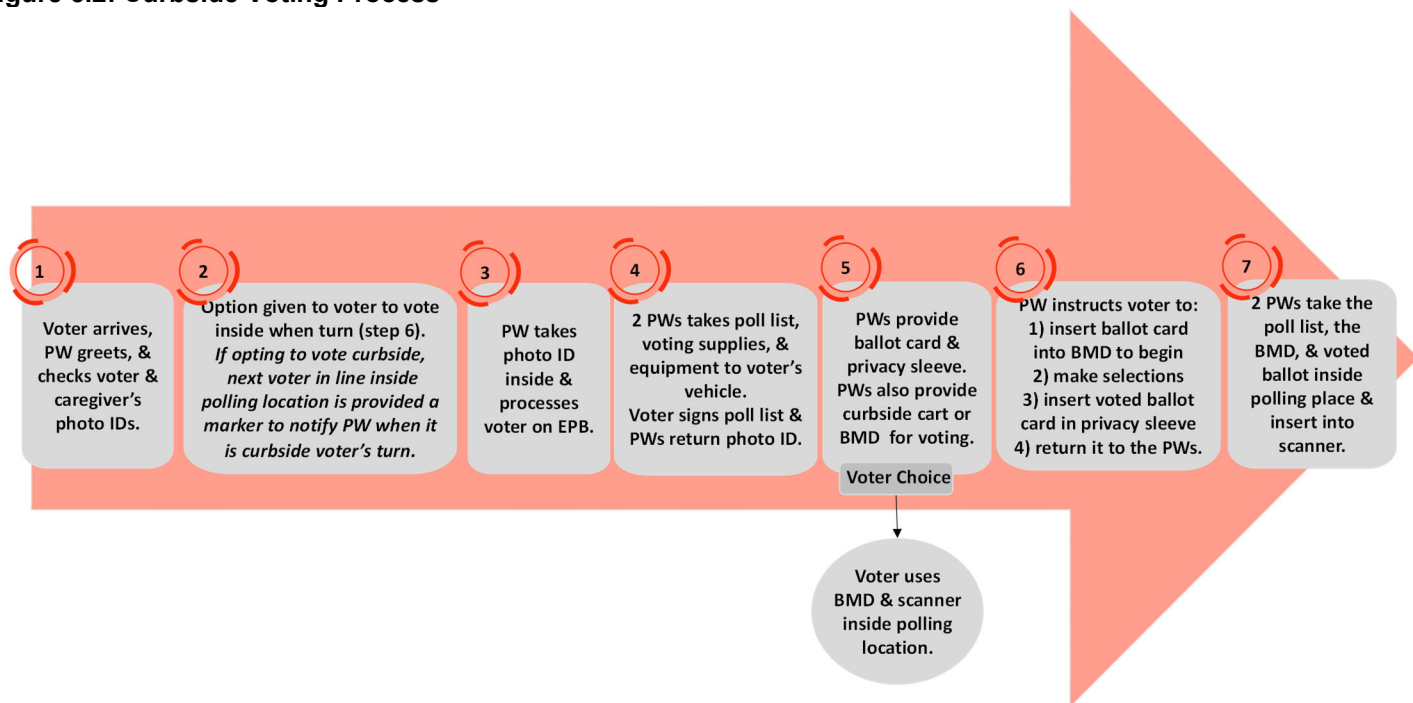 Figure 3.2. Curbside Voting Process
1
Voter arrives,
PW greets, &
checks voter &
caregiver's
photo IDs.
2
Option given to voter to vote
inside when turn (step 6).
If opting to vote curbside,
next voter in line inside
polling location is provided a
marker to notify PW when it
is curbside voter's turn.
3
PW takes
photo ID
inside &
processes
voter on EPB.
4
2 PWs takes poll list,
voting supplies, &
equipment to voter's
vehicle.
Voter signs poll list &
PWs return photo ID.
5
PWs provide
ballot card &
privacy sleeve.
PWs also provide
curbside cart or
BMD for voting.
Voter Choice
Voter uses
BMD & scanner
inside polling
location.
6
PW instructs voter to:
1) insert ballot card
into BMD to begin
2) make selections
3) insert voted ballot
card in privacy sleeve
4) return it to the PWs.
7
2 PWs take the
poll list, the
BMD, & voted
ballot inside
polling place &
insert into
scanner.